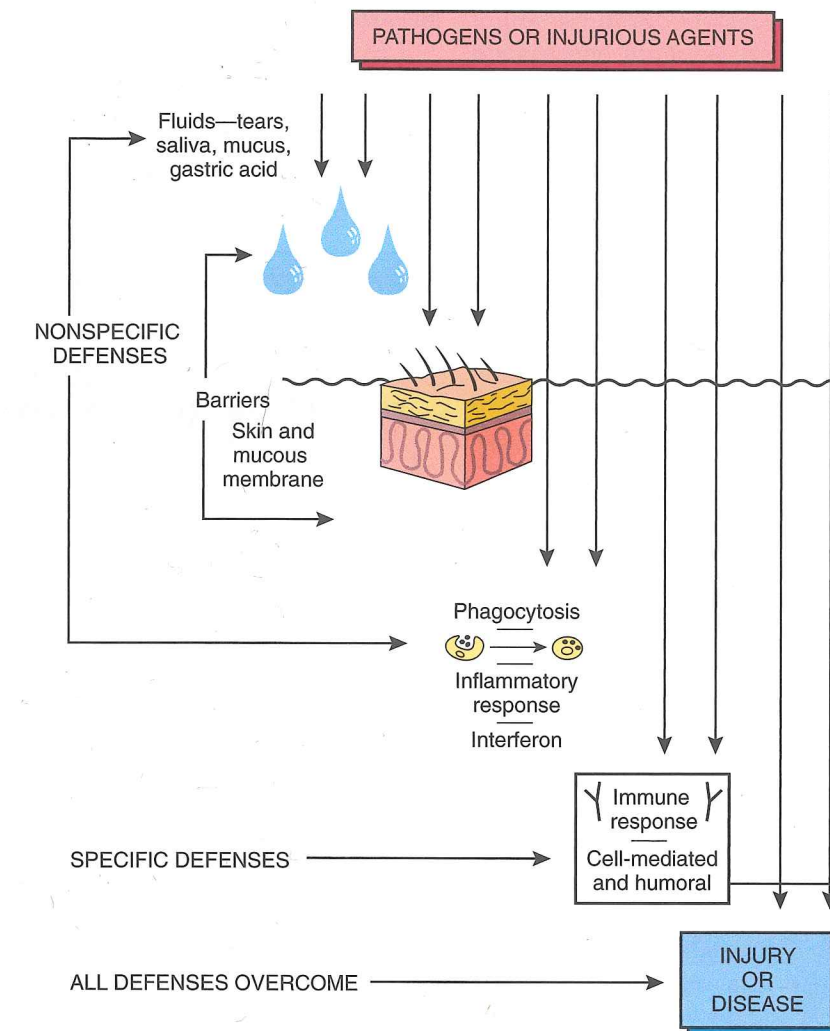 PATHOGENS OR INJURIOUS AGENTS
Fluids—tears,
saliva, mucus,
gastric acid
NONSPECIFIC
DEFENSES
Barriers
Skin and
mucous
membrane
Phagocytosis
Inflammatory
response
Interferon
Immune
response
Cell-mediated
and humoral
SPECIFIC DEFENSES
INJURY
OR
DISEASE
ALL DEFENSES OVERCOME